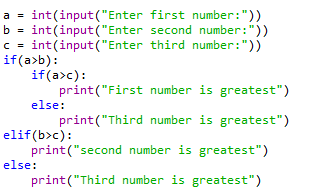 a = int(input("Enter first number:"))
b = int(input("Enter second number:"))
c = int(input("Enter third number:"))
if(a>b):
    if(a>c):
        print("First number is greatest")
    else:
        print("Third number is greatest")
elif(b>c):
    print("second number is greatest")
else:
    print("Third number is greatest")